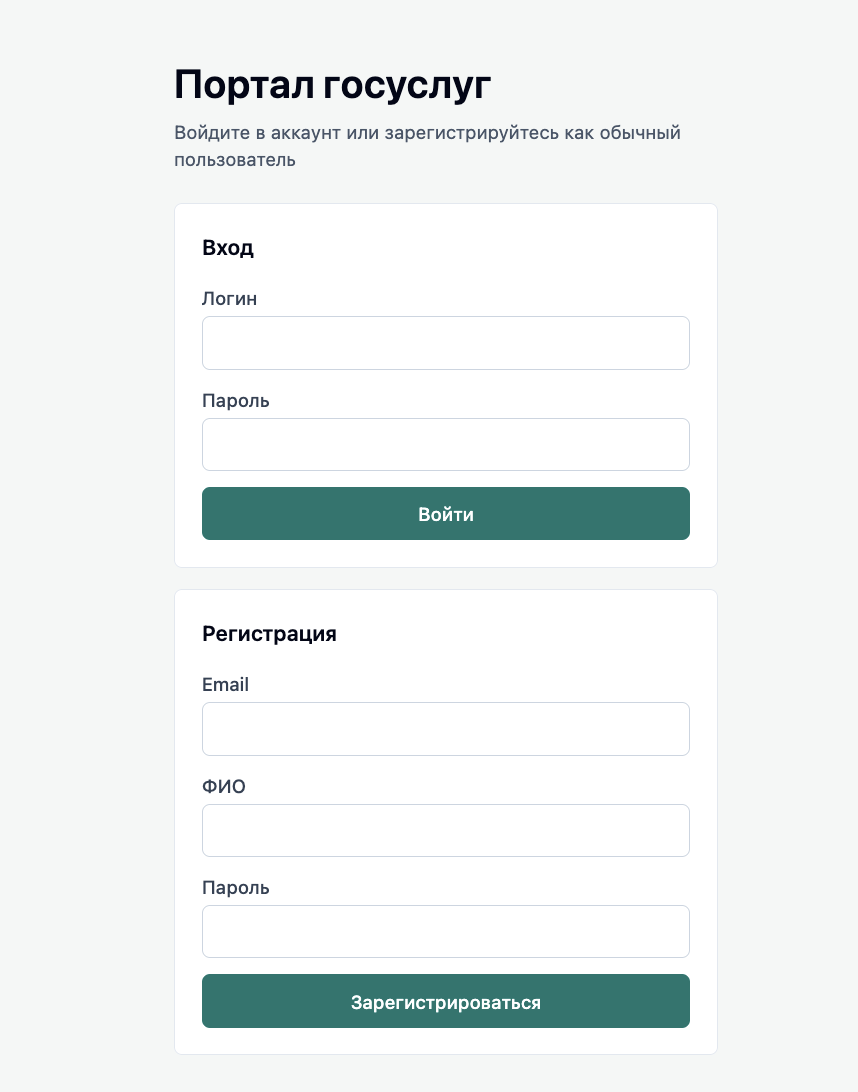 Портал госуслуг
Войдите в аккаунт или зарегистрируйтесь как обычный
пользователь
Вход
Логин
Пароль
Войти
Регистрация
Email
ФИО
Пароль
Зарегистрироваться